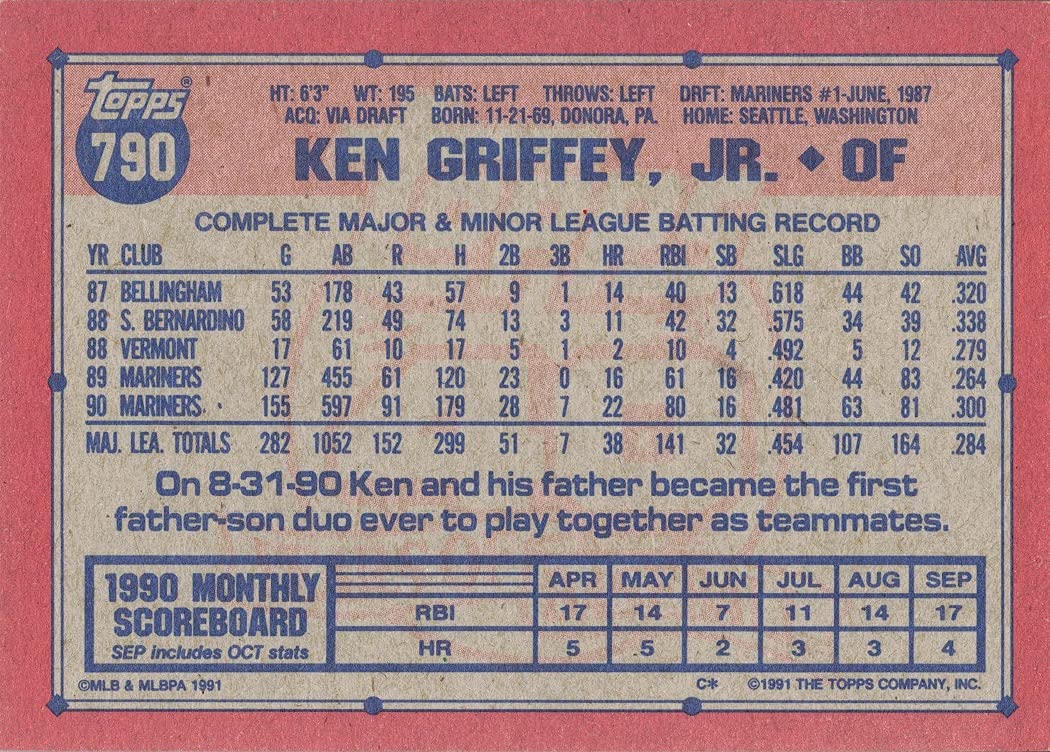 topps®
790
HT: 6'3" WT: 195 BATS: LEFT THROWS: LEFT DRFT: MARINERS #1-JUNE, 1987
ACQ: VIA DRAFT BORN: 11-21-69, DONORA, PA. HOME: SEATTLE, WASHINGTON
KEN GRIFFEY, JR. ◆ OF
COMPLETE MAJOR & MINOR LEAGUE BATTING RECORD
YR CLUB G AB R H 2B 3B HR RBI SB SLG BB SO AVG
87 BELLINGHAM 53 178 43 57 9 1 14 40 13 .618 44 42 .320
88 S. BERNARDINO 58 219 49 74 13 3 11 42 32 .575 34 39 .338
88 VERMONT 17 61 10 17 5 1 2 10 4 .492 5 12 .279
89 MARINERS 127 455 61 120 23 0 16 61 16 .420 44 83 .264
90 MARINERS 155 597 91 179 28 7 22 80 16 .481 63 81 .300
MAJ. LEA. TOTALS 282 1052 152 299 51 7 38 141 32 .454 107 164 .284
On 8-31-90 Ken and his father became the first
father-son duo ever to play together as teammates.
1990 MONTHLY
SCOREBOARD
SEP includes OCT stats
APR MAY JUN JUL AUG SEP
RBI 17 14 7 11 14 17
HR 5 5 2 3 3 4
©MLB & MLBPA 1991 C* ©1991 THE TOPPS COMPANY, INC.